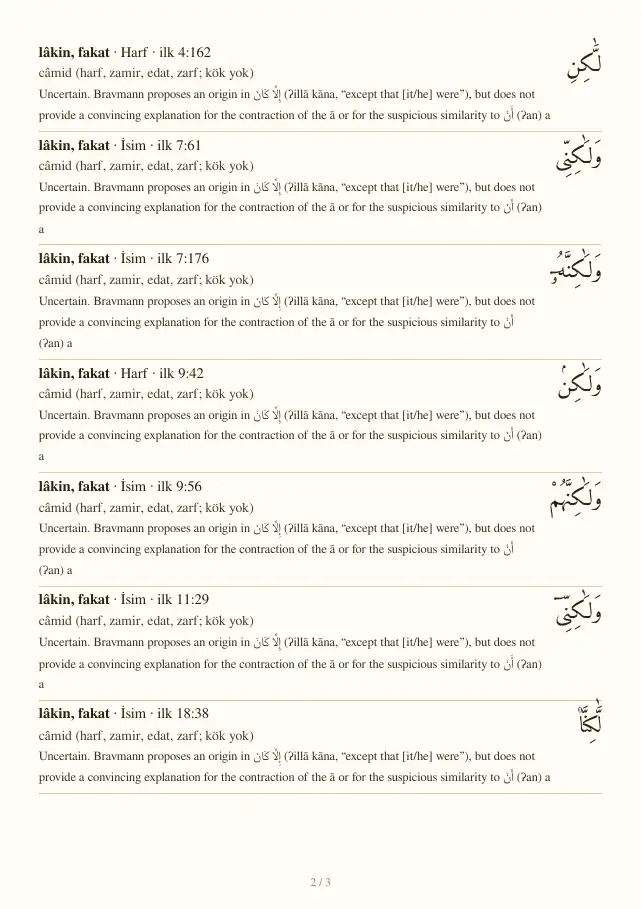 lâkin, fakat · Harf · ilk 4:162
لَّٰكِنِ
câmid (harf, zamir, edat, zarf; kök yok)
Uncertain. Bravmann proposes an origin in إِلَّا كَانَ (ʔillā kāna, “except that [it/he] were”), but does not
provide a convincing explanation for the contraction of the ā or for the suspicious similarity to أَنْ (ʔan) a
lâkin, fakat · İsim · ilk 7:61
وَلَٰكِنِّي
câmid (harf, zamir, edat, zarf; kök yok)
Uncertain. Bravmann proposes an origin in إِلَّا كَانَ (ʔillā kāna, “except that [it/he] were”), but does not
provide a convincing explanation for the contraction of the ā or for the suspicious similarity to أَنْ (ʔan)
a
lâkin, fakat · İsim · ilk 7:176
وَلَٰكِنَّهُۥٓ
câmid (harf, zamir, edat, zarf; kök yok)
Uncertain. Bravmann proposes an origin in إِلَّا كَانَ (ʔillā kāna, “except that [it/he] were”), but does not
provide a convincing explanation for the contraction of the ā or for the suspicious similarity to أَنْ
(ʔan) a
lâkin, fakat · Harf · ilk 9:42
وَلَٰكِنۢ
câmid (harf, zamir, edat, zarf; kök yok)
Uncertain. Bravmann proposes an origin in إِلَّا كَانَ (ʔillā kāna, “except that [it/he] were”), but does not
provide a convincing explanation for the contraction of the ā or for the suspicious similarity to أَنْ (ʔan)
a
lâkin, fakat · İsim · ilk 9:56
وَلَٰكِنَّهُمْ
câmid (harf, zamir, edat, zarf; kök yok)
Uncertain. Bravmann proposes an origin in إِلَّا كَانَ (ʔillā kāna, “except that [it/he] were”), but does not
provide a convincing explanation for the contraction of the ā or for the suspicious similarity to أَنْ
(ʔan) a
lâkin, fakat · İsim · ilk 11:29
وَلَٰكِنِّيٓ
câmid (harf, zamir, edat, zarf; kök yok)
Uncertain. Bravmann proposes an origin in إِلَّا كَانَ (ʔillā kāna, “except that [it/he] were”), but does not
provide a convincing explanation for the contraction of the ā or for the suspicious similarity to أَنْ (ʔan)
a
lâkin, fakat · İsim · ilk 18:38
لَّٰكِنَّا۠
câmid (harf, zamir, edat, zarf; kök yok)
Uncertain. Bravmann proposes an origin in إِلَّا كَانَ (ʔillā kāna, “except that [it/he] were”), but does not
provide a convincing explanation for the contraction of the ā or for the suspicious similarity to أَنْ (ʔan) a
2 / 3